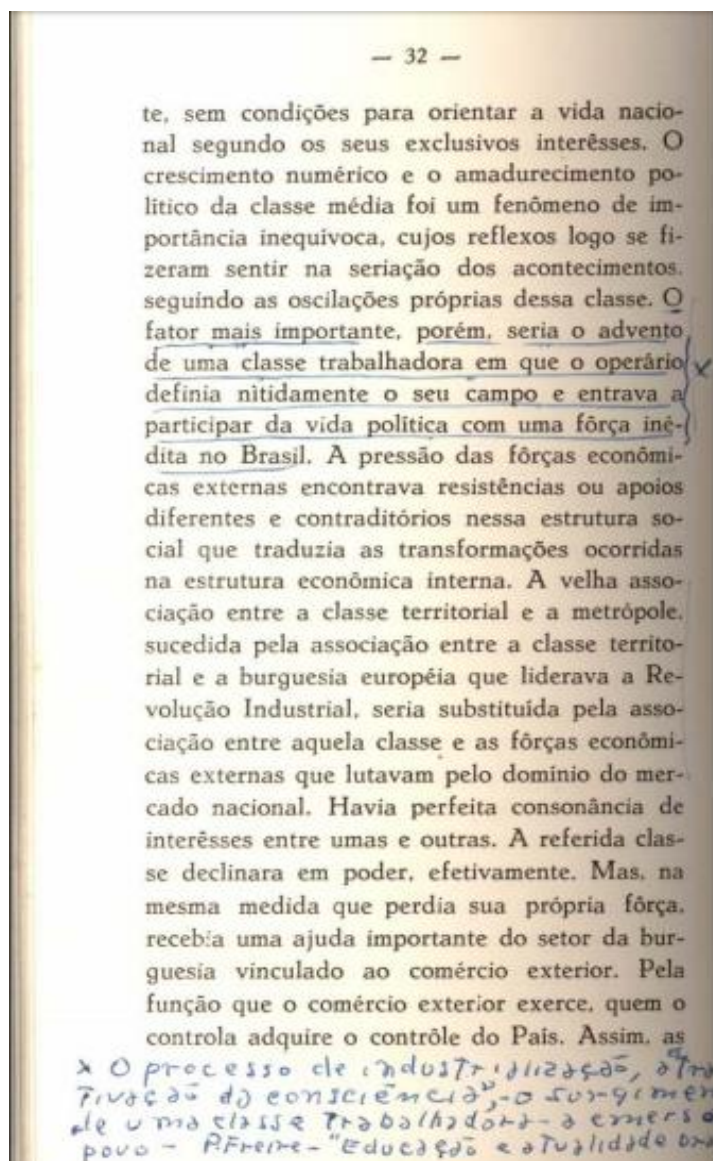 — 32 —
te, sem condições para orientar a vida nacio-
nal segundo os seus exclusivos interêsses. O
crescimento numérico e o amadurecimento po-
lítico da classe média foi um fenômeno de im-
portância inequívoca, cujos reflexos logo se fi-
zeram sentir na seriação dos acontecimentos,
seguindo as oscilações próprias dessa classe. O
fator mais importante, porém, seria o advento
de uma classe trabalhadora em que o operário
definia nìtidamente o seu campo e entrava a
participar da vida política com uma fôrça iné-
dita no Brasil. A pressão das fôrças econômi-
cas externas encontrava resistências ou apoios
diferentes e contraditórios nessa estrutura so-
cial que traduzia as transformações ocorridas
na estrutura econômica interna. A velha asso-
ciação entre a classe territorial e a metrópole,
sucedida pela associação entre a classe territo-
rial e a burguesia européia que liderava a Re-
volução Industrial, seria substituída pela asso-
ciação entre aquela classe e as fôrças econômi-
cas externas que lutavam pelo domínio do mer-
cado nacional. Havia perfeita consonância de
interêsses entre umas e outras. A referida clas-
se declinara em poder, efetivamente. Mas, na
mesma medida que perdia sua própria fôrça,
recebia uma ajuda importante do setor da bur-
guesia vinculado ao comércio exterior. Pela
função que o comércio exterior exerce, quem o
controla adquire o contrôle do País. Assim, as
x O processo de industrialização, a
tivação da consciência", o surgimen
de uma classe trabalhadora - a emersa
povo - P.Freire - "Educação e atualidade bra